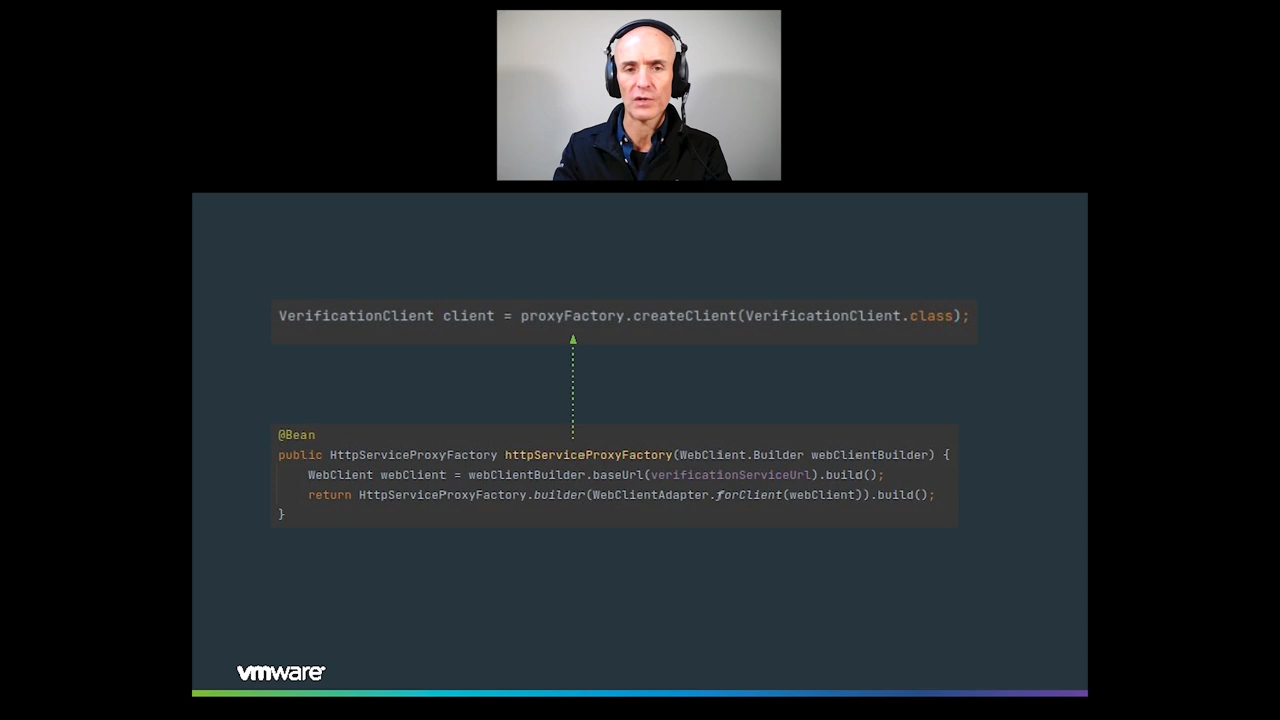 VerificationClient client = proxyFactory.createClient(VerificationClient.class);
@Bean
public HttpServiceProxyFactory httpServiceProxyFactory(WebClient.Builder webClientBuilder) {
WebClient webClient = webClientBuilder.baseUrl(verificationServiceUrl).build();
return HttpServiceProxyFactory.builder(WebClientAdapter.forClient(webClient)).build();
}
vmware